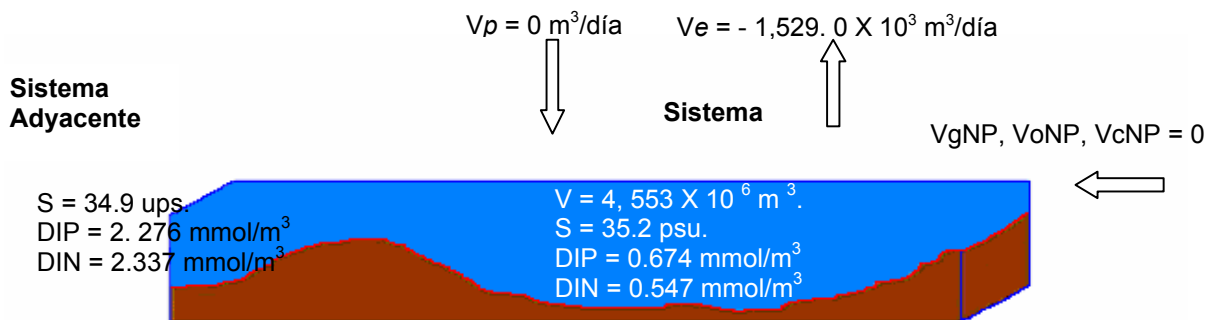 Vp = 0 m³/día
Ve = - 1,529. 0 X 10³ m³/día
Sistema
Adyacente
Sistema
VgNP, VoNP, VcNP = 0
S = 34.9 ups.
DIP = 2. 276 mmol/m³
DIN = 2.337 mmol/m³
V = 4, 553 X 10 ⁶ m ³.
S = 35.2 psu.
DIP = 0.674 mmol/m³
DIN = 0.547 mmol/m³